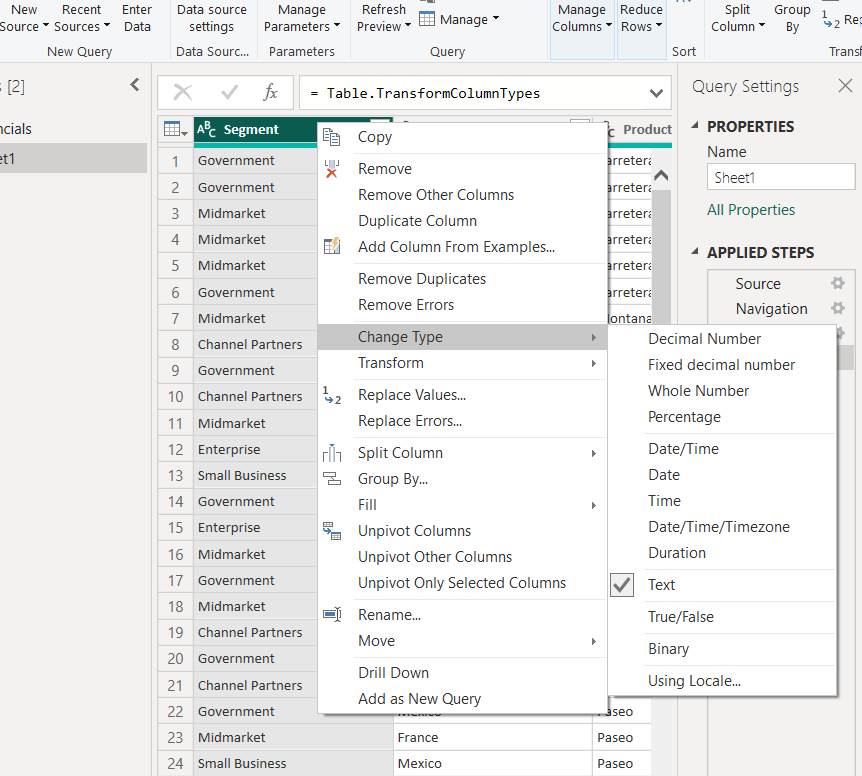 New Source
Recent Sources
Enter Data
New Query
Data source settings
Data Sourc...
Manage Parameters
Parameters
Refresh Preview
Manage
Query
Manage Columns
Reduce Rows
Sort
Split Column
Group By
1 2
[2]
ncials
et1
fx
= Table.TransformColumnTypes
ABC Segment
Product
1 Government
arretera
2 Government
arretera
3 Midmarket
arretera
4 Midmarket
arretera
5 Midmarket
arretera
6 Government
arretera
7 Midmarket
ontana
8 Channel Partners
9 Government
10 Channel Partners
11 Midmarket
12 Enterprise
13 Small Business
14 Government
15 Enterprise
16 Midmarket
17 Government
18 Midmarket
19 Channel Partners
20 Government
21 Channel Partners
22 Government Mexico Paseo
23 Midmarket France Paseo
24 Small Business Mexico Paseo
Copy
Remove
Remove Other Columns
Duplicate Column
Add Column From Examples...
Remove Duplicates
Remove Errors
Change Type
Transform
1 2 Replace Values...
Replace Errors...
Split Column
Group By...
Fill
Unpivot Columns
Unpivot Other Columns
Unpivot Only Selected Columns
Rename...
Move
Drill Down
Add as New Query
Decimal Number
Fixed decimal number
Whole Number
Percentage
Date/Time
Date
Time
Date/Time/Timezone
Duration
Text
True/False
Binary
Using Locale...
Query Settings
PROPERTIES
Name
Sheet1
All Properties
APPLIED STEPS
Source
Navigation